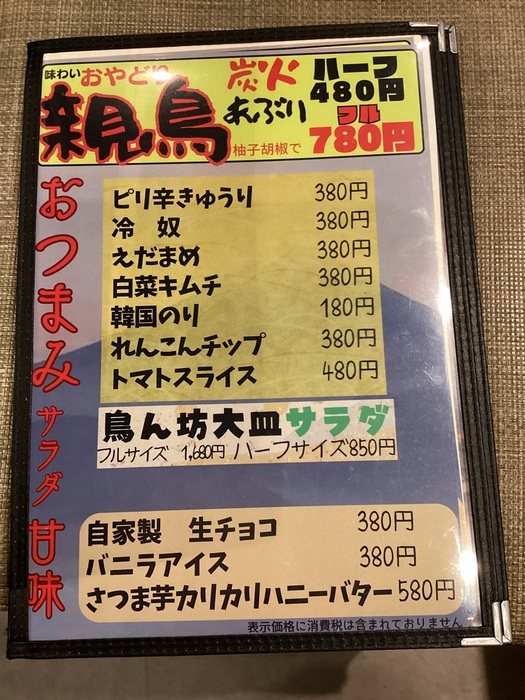 味わい おやどり
親鳥
炭火
あぶり
柚子胡椒で
ハーフ
480円
フル
780円
おつまみ サラダ 甘味
ピリ辛きゅうり 380円
冷 奴 380円
えだまめ 380円
白菜キムチ 380円
韓国のり 180円
れんこんチップ 380円
トマトスライス 480円
鳥ん坊大皿サラダ
フルサイズ 1,680円 ハーフサイズ850円
自家製 生チョコ 380円
バニラアイス 380円
さつま芋カリカリハニーバター 580円
表示価格に消費税は含まれておりません